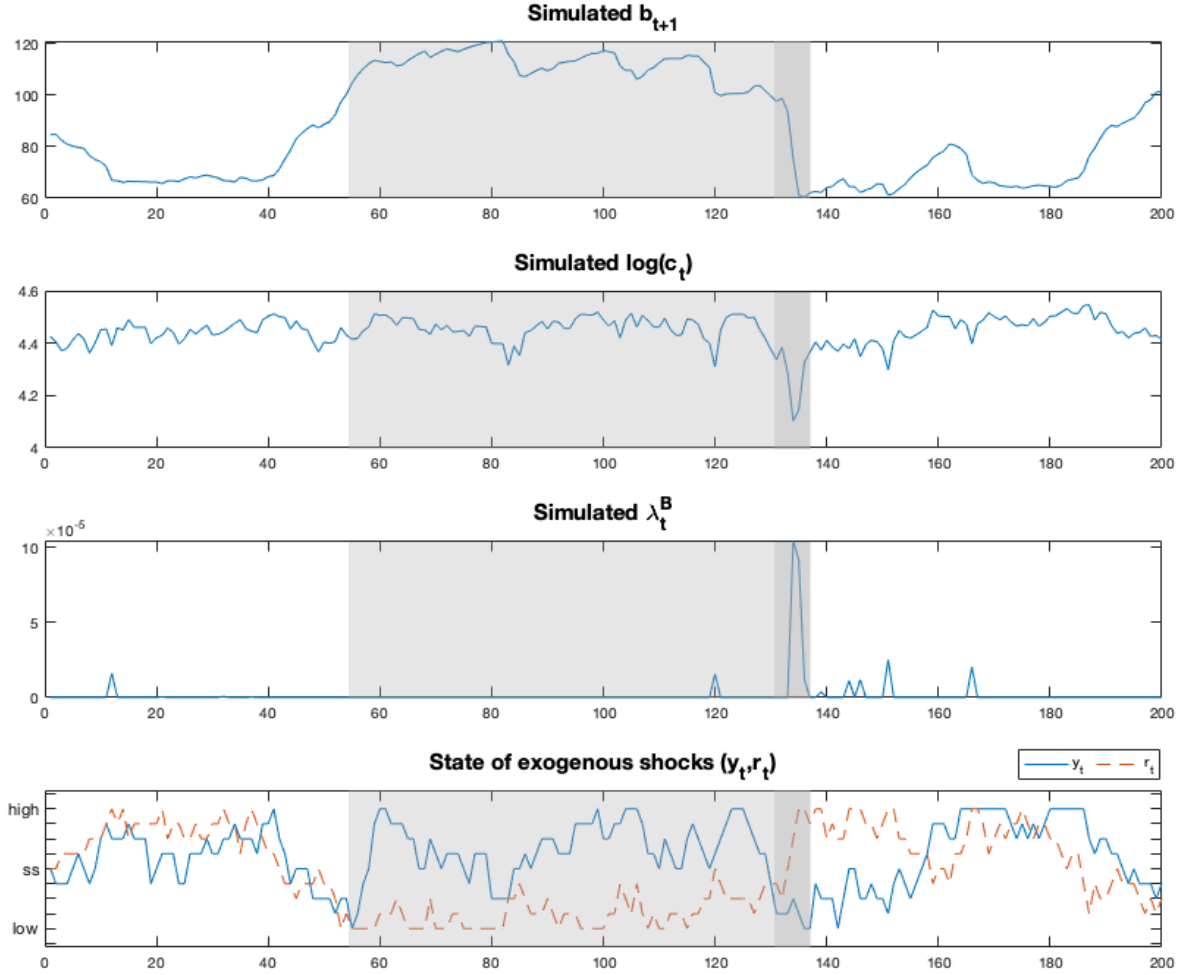 Simulated b_{t+1}
120
100
80
60
0 20 40 60 80 100 120 140 160 180 200
Simulated log(c_t)
4.6
4.4
4.2
4
0 20 40 60 80 100 120 140 160 180 200
Simulated λ_t^B
×10^{-5}
10
5
0
0 20 40 60 80 100 120 140 160 180 200
State of exogenous shocks (y_t,r_t)
y_t r_t
high
ss
low
0 20 40 60 80 100 120 140 160 180 200